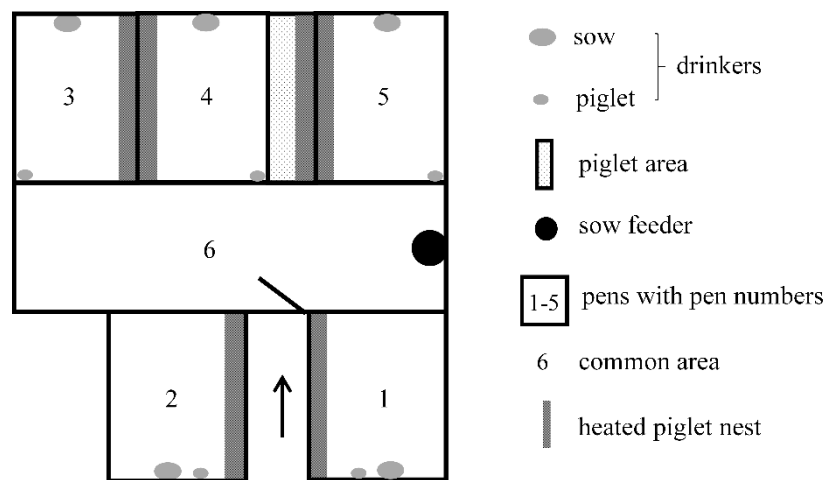 3
4
5
6
2
1
sow
drinkers
piglet
piglet area
sow feeder
1-5 pens with pen numbers
6 common area
heated piglet nest